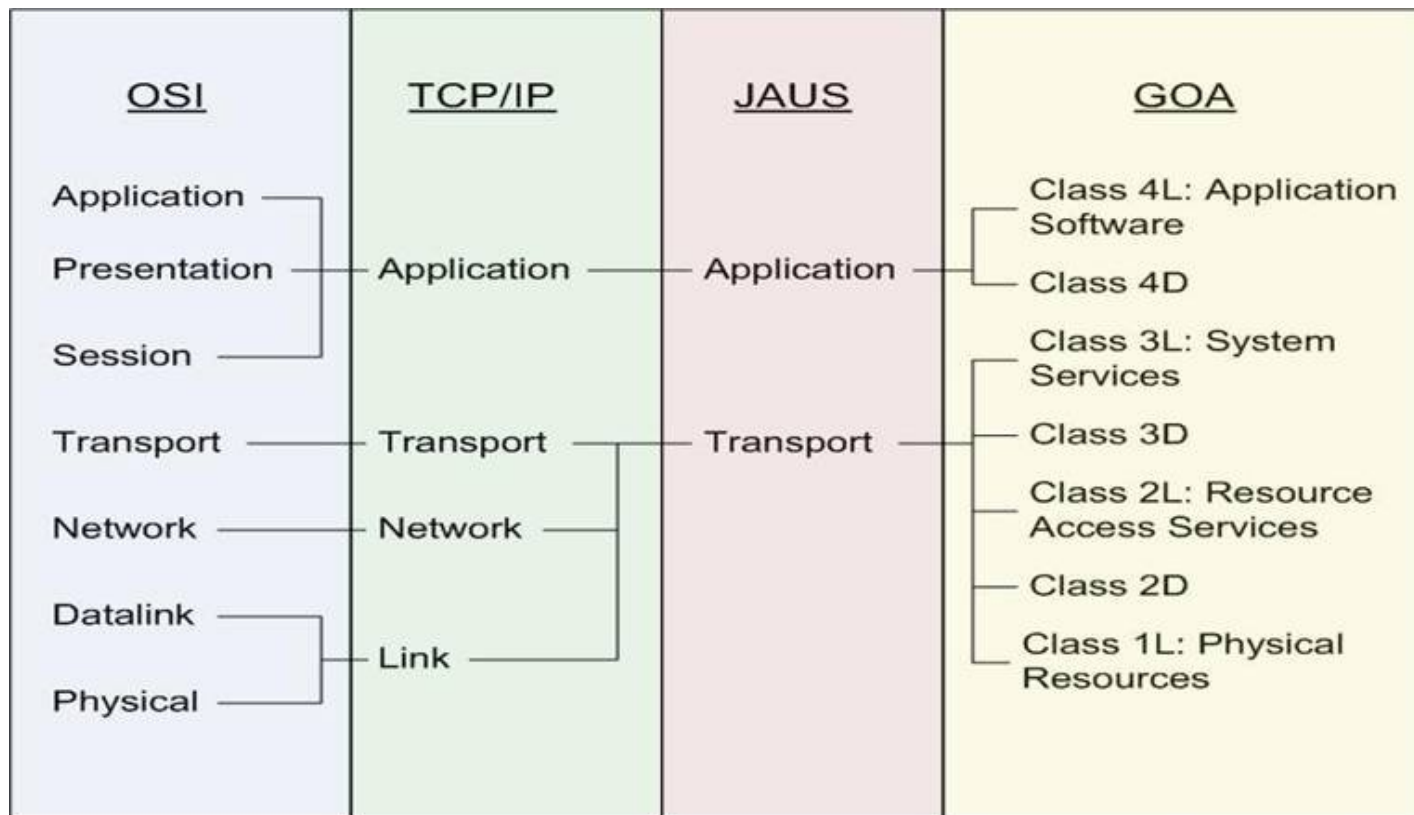 OSI
Application
Presentation
Session
Transport
Network
Datalink
Physical
TCP/IP
Application
Transport
Network
Link
JAUS
Application
Transport
GOA
Class 4L: Application
Software
Class 4D
Class 3L: System
Services
Class 3D
Class 2L: Resource
Access Services
Class 2D
Class 1L: Physical
Resources